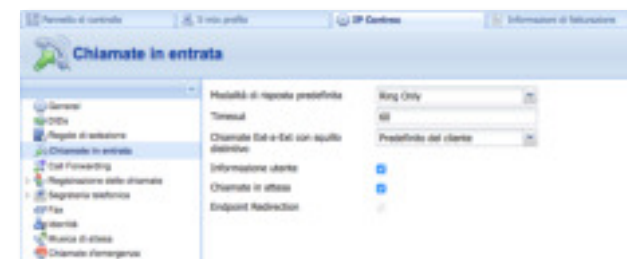 Pannello di controllo
Il mio profilo
IP Centrex
Informazioni di fatturazione
Chiamate in entrata
Generali
DIDs
Regole di selezione
Chiamate in entrata
Call Forwarding
Registrazione delle chiamate
Segreteria telefonica
Fax
Identità
Musica di attesa
Chiamate d'emergenza
Modalità di risposta predefinita
Ring Only
Timeout
60
Chiamate Ext-a-Ext con squillo distintivo
Predefinito del cliente
Informazione utente
Chiamate in attesa
Endpoint Redirection